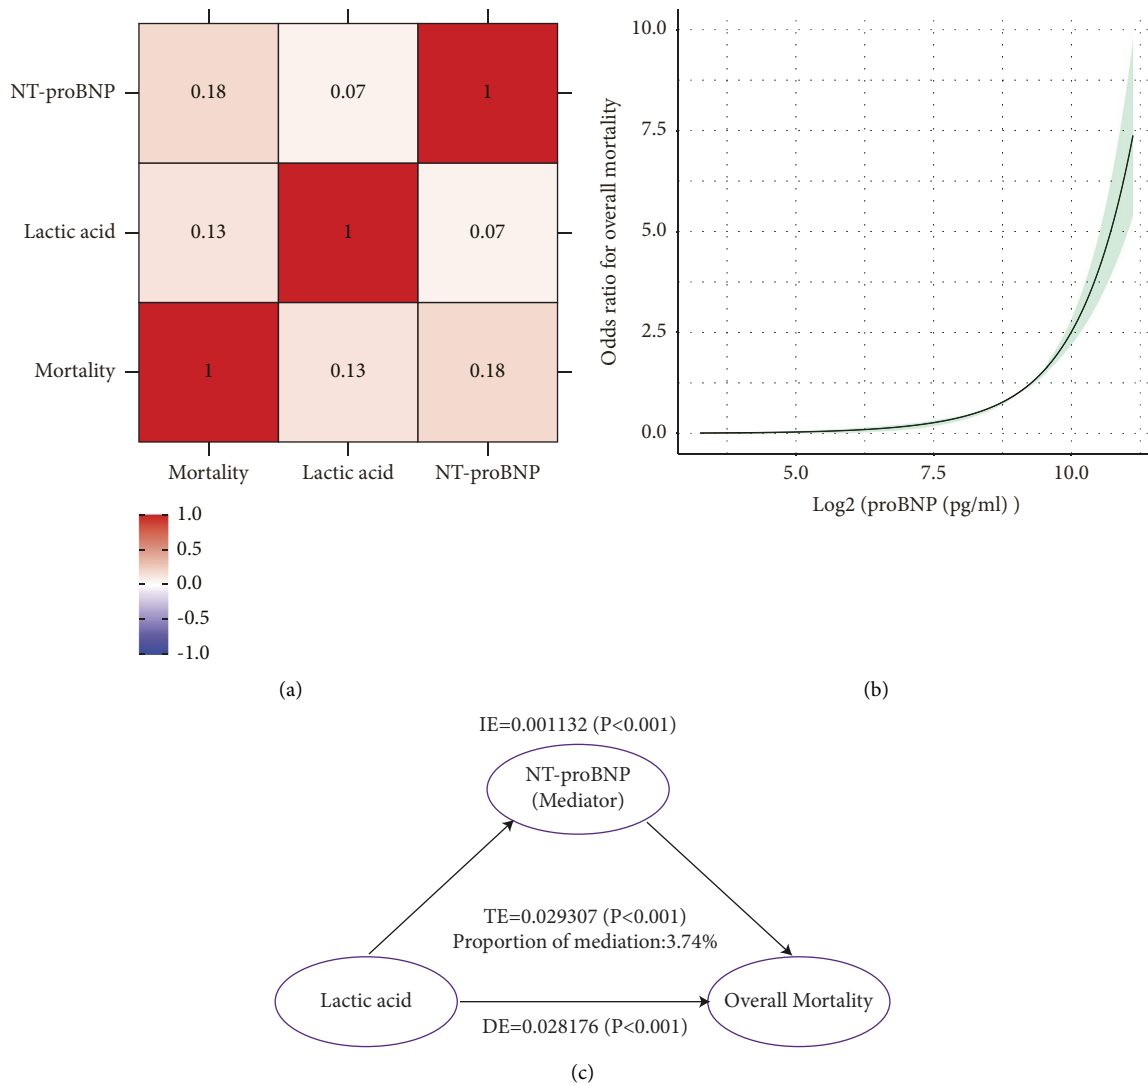 NT-proBNP
0.18
0.07
1
Lactic acid
0.13
1
0.07
Mortality
1
0.13
0.18
Mortality
Lactic acid
NT-proBNP
1.0
0.5
0.0
-0.5
-1.0
(a)
Odds ratio for overall mortality
10.0
7.5
5.0
2.5
0.0
5.0
7.5
10.0
Log2 (proBNP (pg/ml) )
(b)
IE=0.001132 (P<0.001)
NT-proBNP
(Mediator)
TE=0.029307 (P<0.001)
Proportion of mediation:3.74%
Lactic acid
Overall Mortality
DE=0.028176 (P<0.001)
(c)